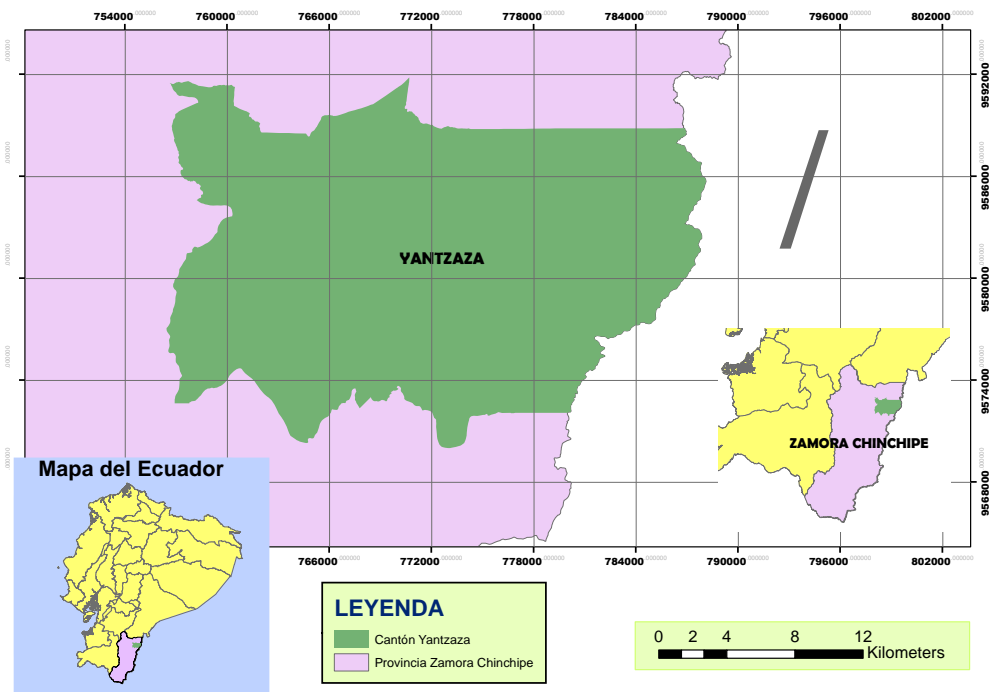 754000 760000 766000 772000 778000 784000 790000 796000 802000
9592000
9586000
9580000
9574000
9568000
YANTZAZA
ZAMORA CHINCHIPE
Mapa del Ecuador
766000 772000 778000 784000 790000 796000 802000
LEYENDA
Cantón Yantzaza
Provincia Zamora Chinchipe
0 2 4 8 12
Kilometers